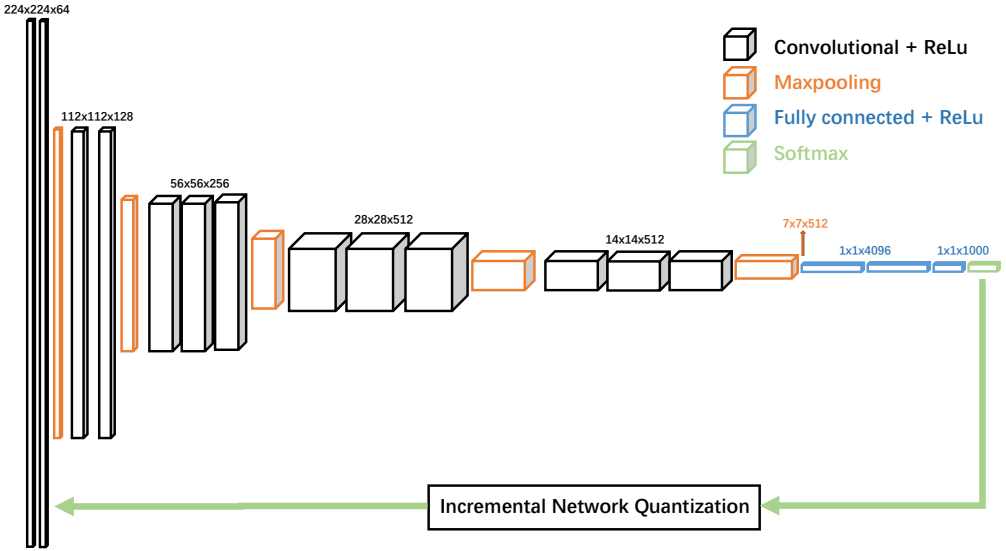 224x224x64
112x112x128
56x56x256
28x28x512
14x14x512
7x7x512
1x1x4096
1x1x1000
Convolutional + ReLu
Maxpooling
Fully connected + ReLu
Softmax
Incremental Network Quantization